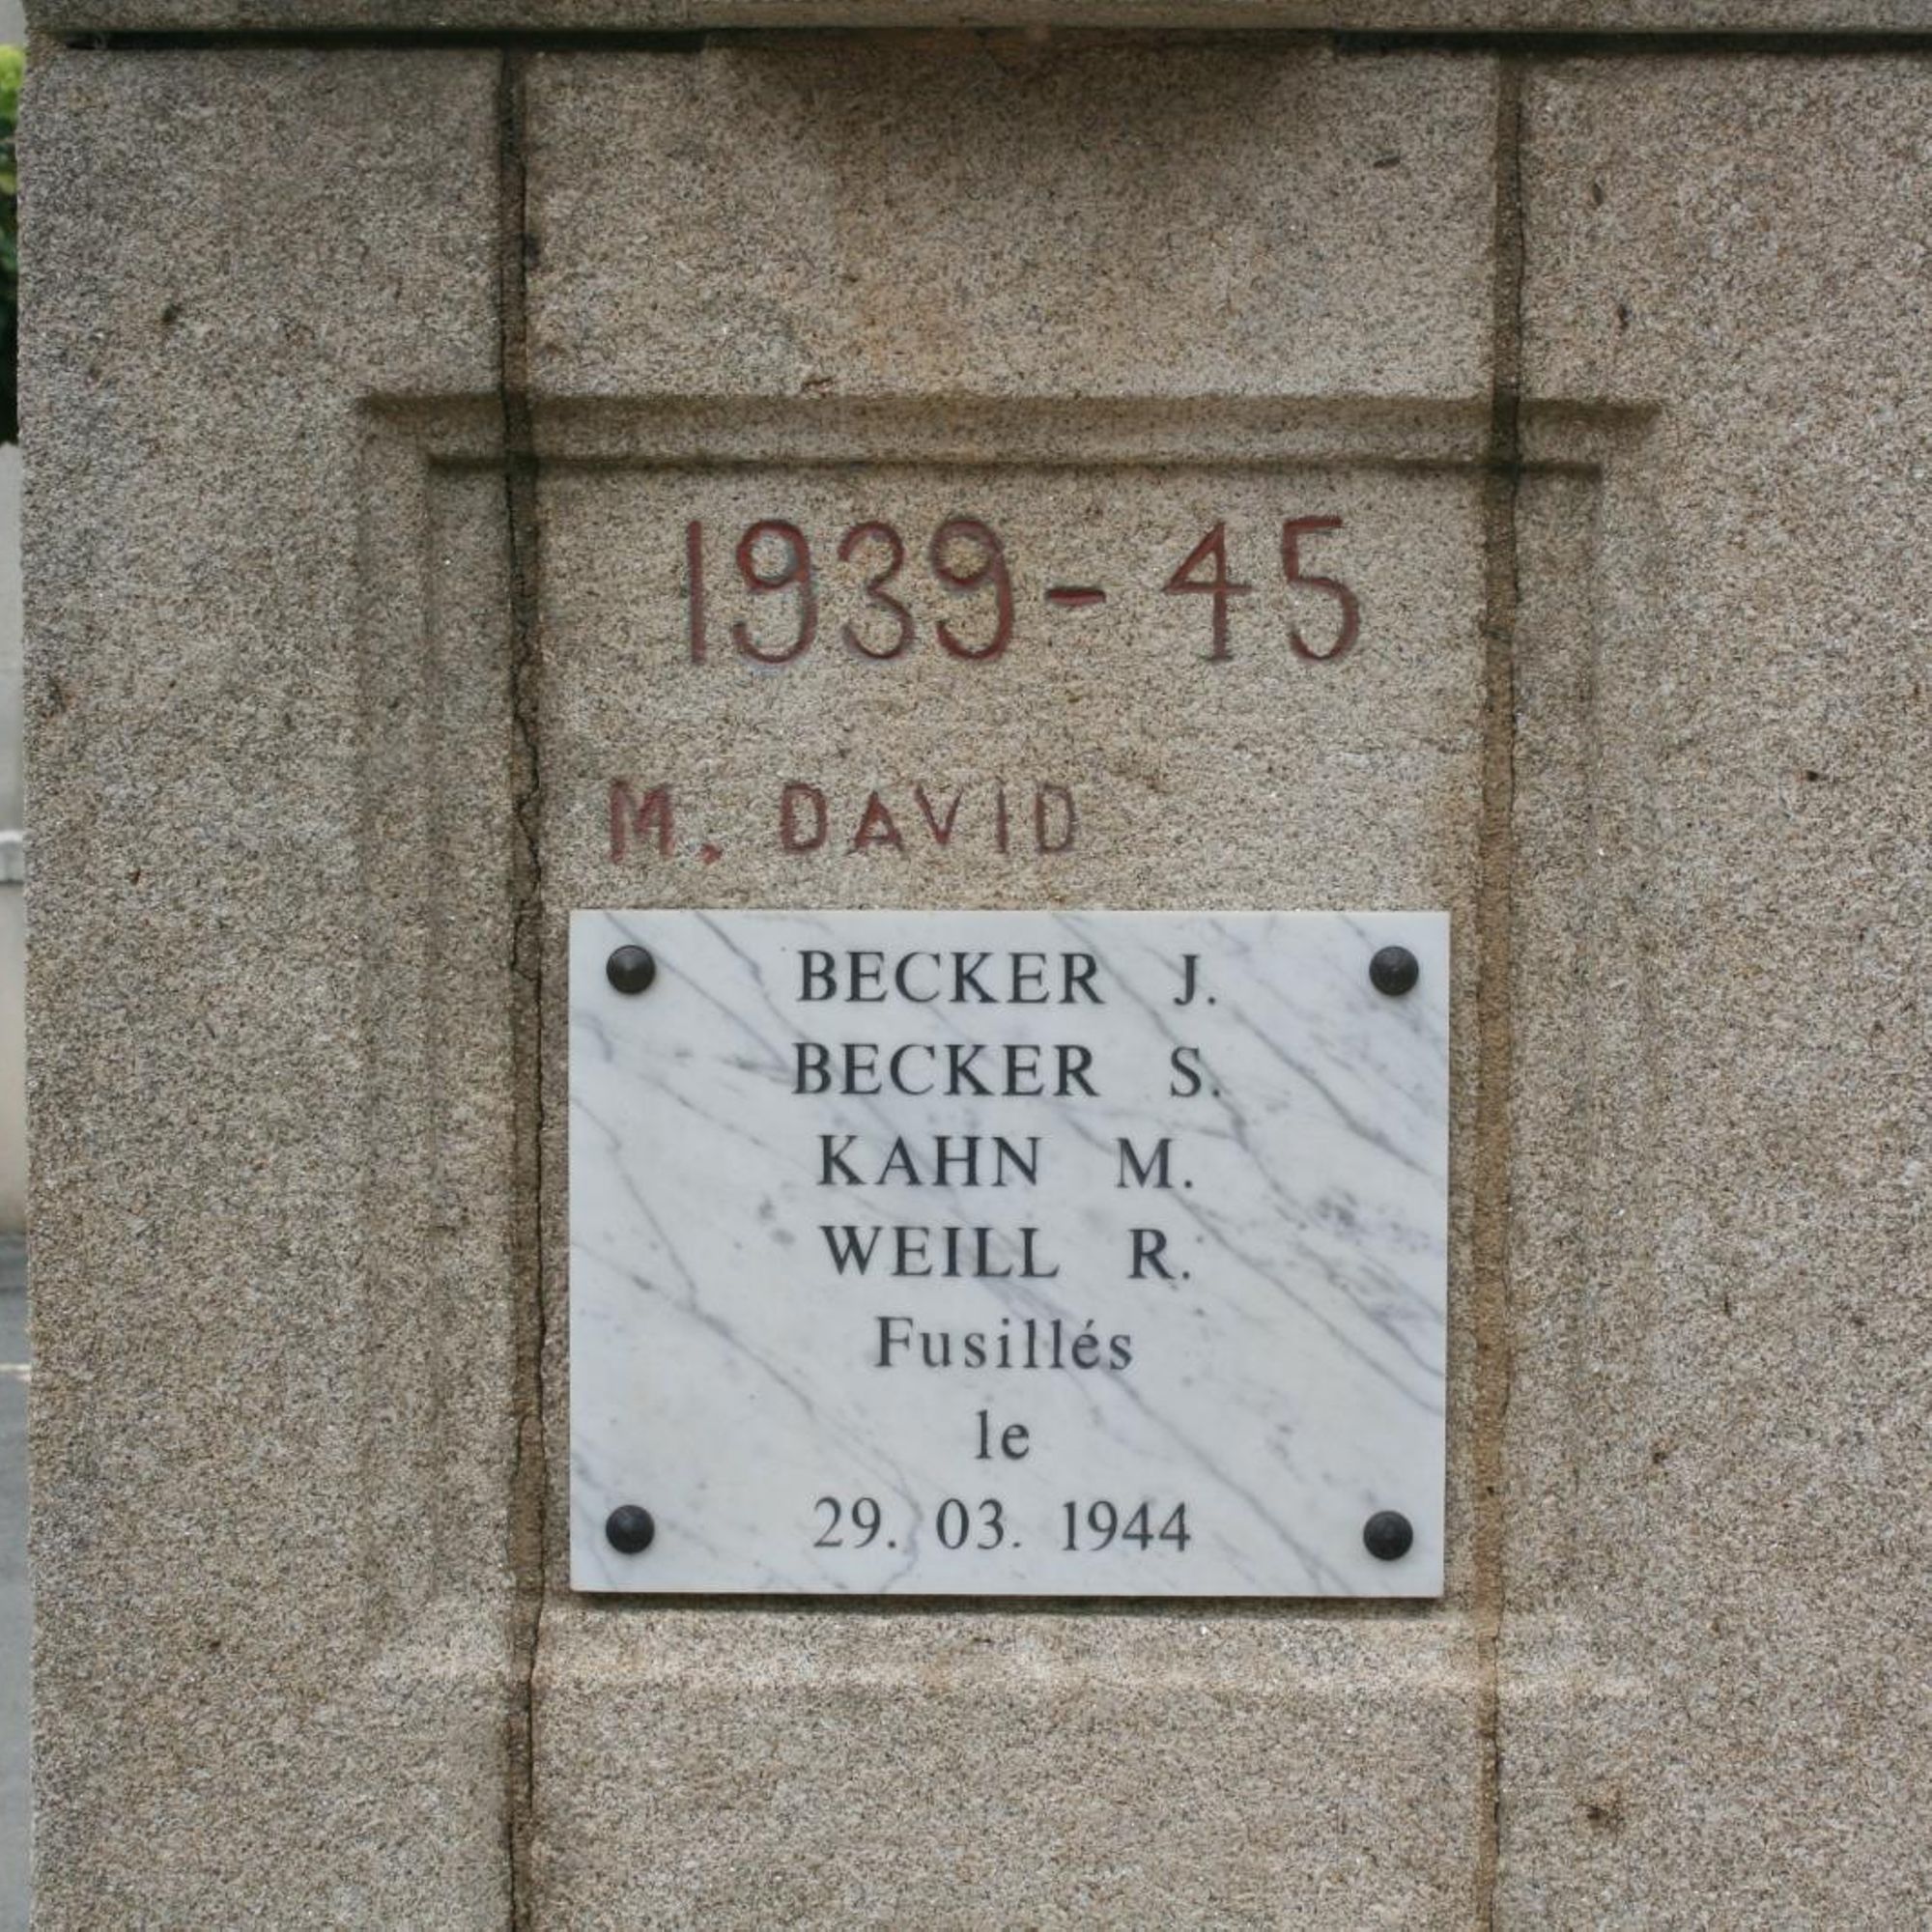 1939-45
M. DAVID
BECKER J.
BECKER S.
KAHN M.
WEILL R.
Fusillés
le
29. 03. 1944